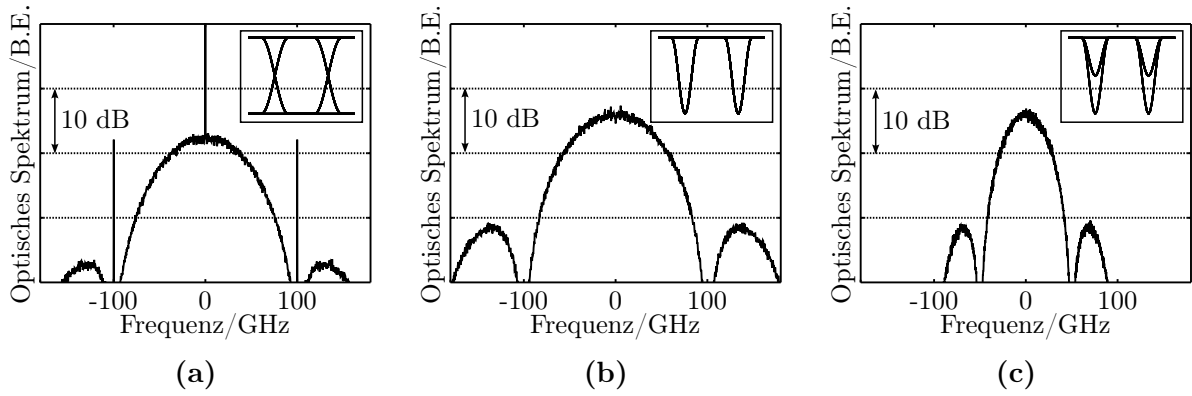 Optisches Spektrum/B.E.
10 dB
-100
0
100
Frequenz/GHz
(a)
Optisches Spektrum/B.E.
10 dB
-100
0
100
Frequenz/GHz
(b)
Optisches Spektrum/B.E.
10 dB
-100
0
100
Frequenz/GHz
(c)